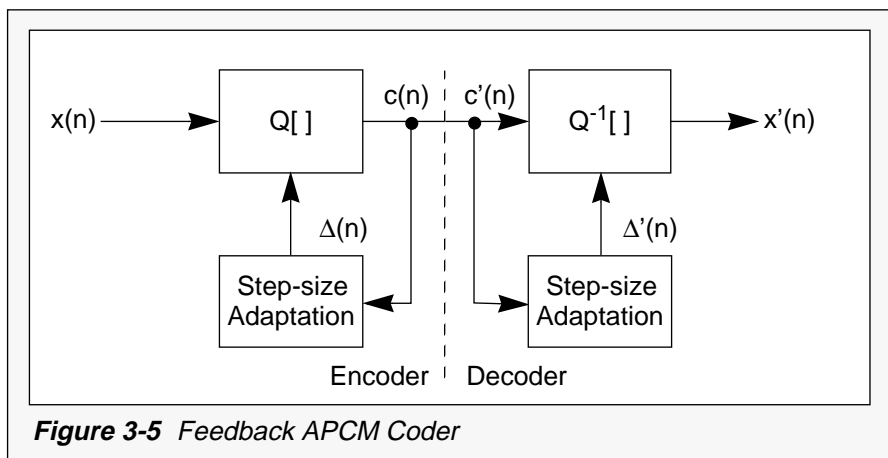 x(n)
Q[ ]
c(n)
c’(n)
Q-1[ ]
x’(n)
Δ(n)
Δ’(n)
Step-size
Adaptation
Step-size
Adaptation
Encoder
Decoder
Figure 3-5 Feedback APCM Coder